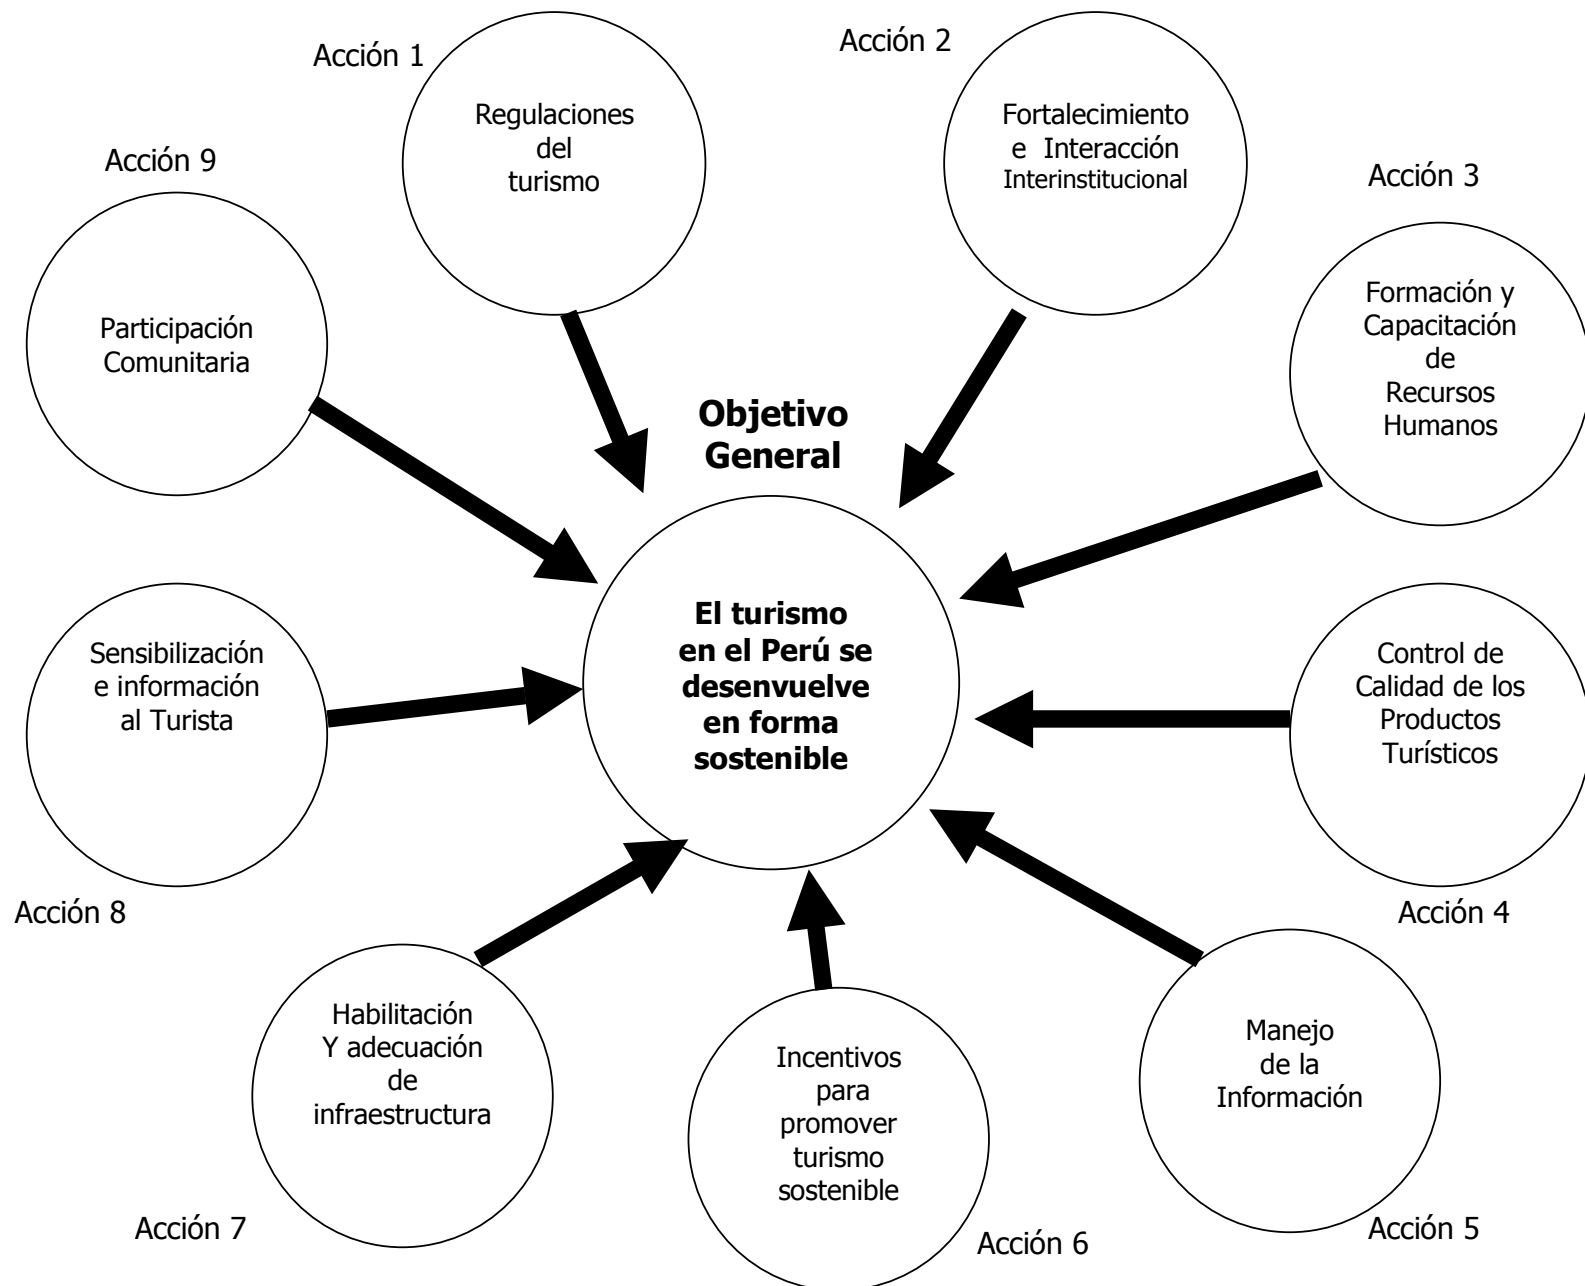 Acción 1
Regulaciones
del
turismo
Acción 2
Fortalecimiento
e Interacción
Interinstitucional
Acción 3
Formación y
Capacitación
de
Recursos
Humanos
Control de
Calidad de los
Productos
Turísticos
Acción 4
Manejo
de la
Información
Acción 5
Incentivos
para
promover
turismo
sostenible
Acción 6
Habilitación
Y adecuación
de
infraestructura
Acción 7
Sensibilización
e información
al Turista
Acción 8
Acción 9
Participación
Comunitaria
Objetivo
General
El turismo
en el Perú se
desenvuelve
en forma
sostenible